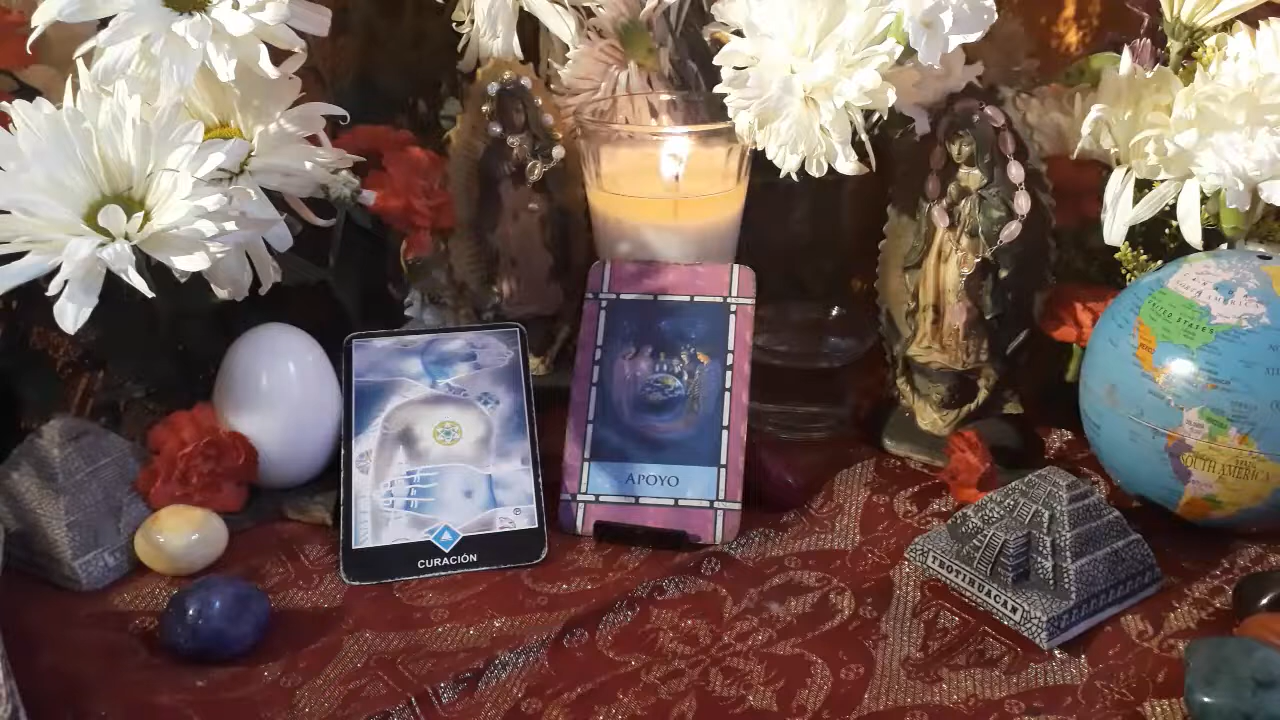 CURACIÓN
APOYO
TEOTIHUACAN
NORTH AMERICA
UNITED STATES
SOUTH AMERICA